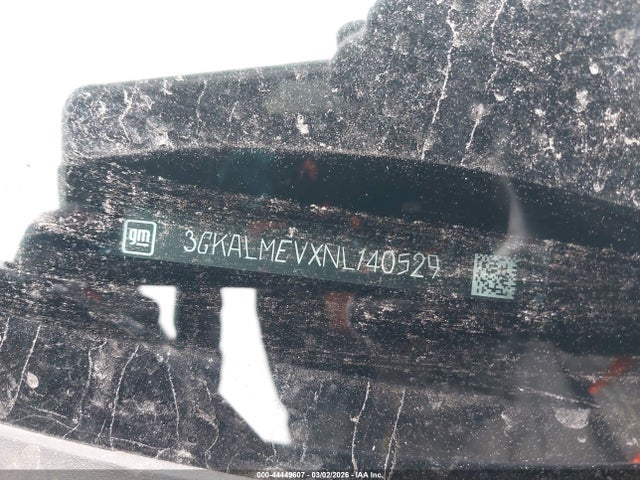 gm 3GKALMEVXNL140529
000-44449607 - 03/02/2026 - IAA Inc.